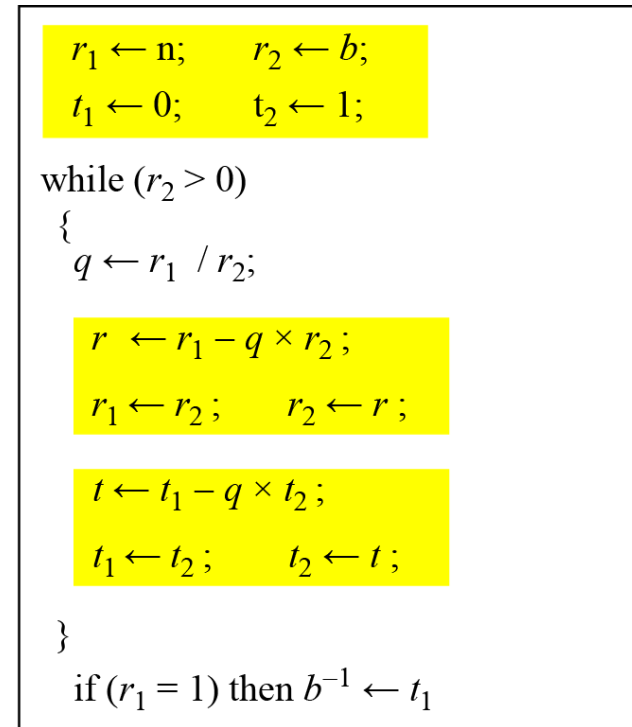 r₁ ← n; r₂ ← b;
t₁ ← 0; t₂ ← 1;
while (r₂ > 0)
{
q ← r₁ / r₂;
r ← r₁ − q × r₂ ;
r₁ ← r₂ ; r₂ ← r ;
t ← t₁ − q × t₂ ;
t₁ ← t₂ ; t₂ ← t ;
}
if (r₁ = 1) then b⁻¹ ← t₁